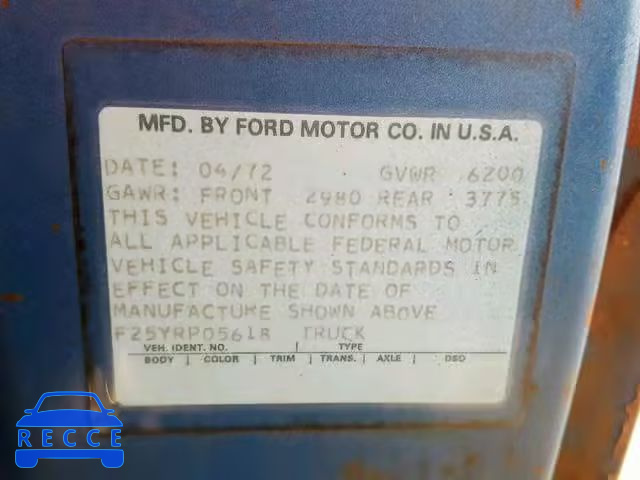 MFD. BY FORD MOTOR CO. IN U.S.A.
DATE: 04/72 GVWR 6200
GAWR: FRONT 2980 REAR 3775
THIS VEHICLE CONFORMS TO
ALL APPLICABLE FEDERAL MOTOR
VEHICLE SAFETY STANDARDS IN
EFFECT ON THE DATE OF
MANUFACTURE SHOWN ABOVE
F25YRP05618 TRUCK
VEH. IDENT. NO. TYPE
BODY COLOR TRIM TRANS. AXLE DSO
RECCE